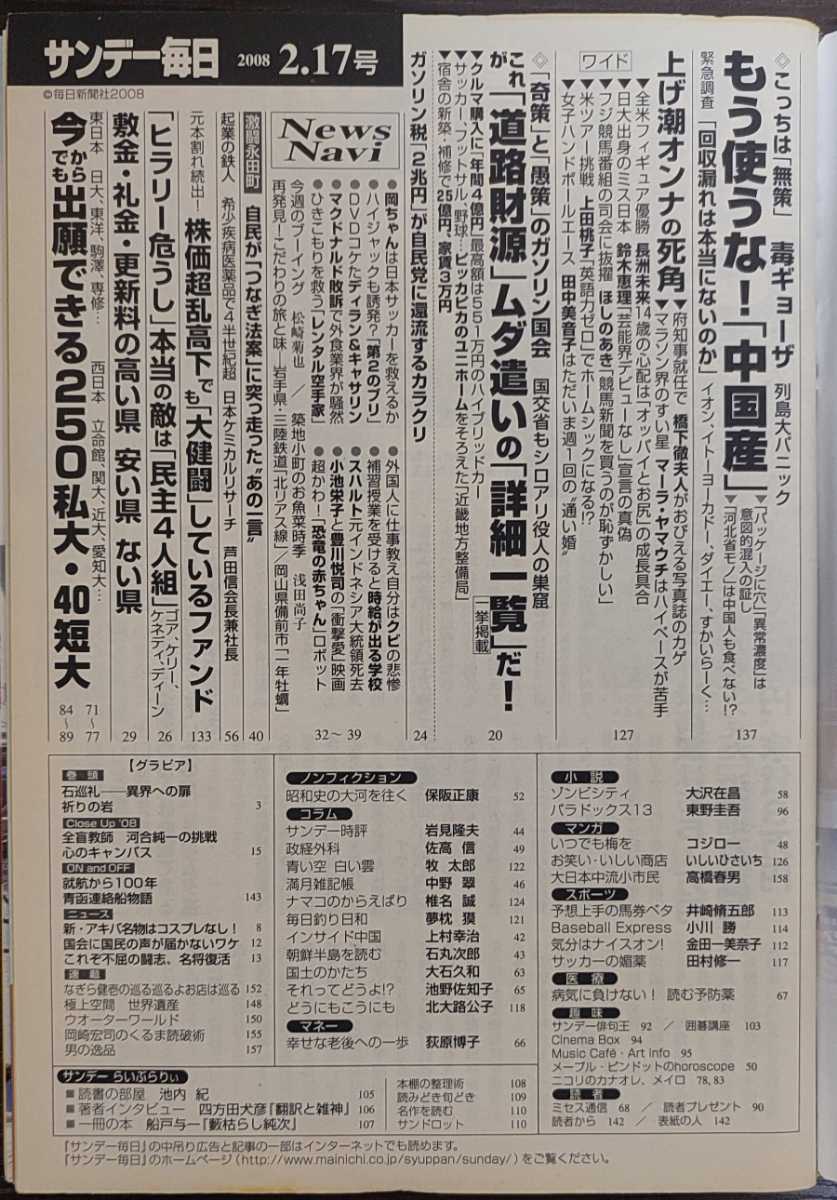 サンデー毎日 2008 2.17号
©毎日新聞社2008
◇こっちは「無策」 毒ギョーザ 列島大パニック
もう使うな!「中国産」
▼「パッケージに穴」「異常濃度」は意図的混入の証し
▼「河北省モノ」は中国人も食べない!?
緊急調査 「回収漏れは本当にないのか」 イオン、イトーヨーカドー、ダイエー、すかいらーく…
137
上げ潮オンナの死角
▼府知事就任で 橋下徹夫人がおびえる写真誌のカゲ
▼マラソン界のすい星 マーラ・ヤマウチはハイペースが苦手
ワイド
▼全米フィギュア優勝 長洲未来14歳の心配は「オッパイとお尻」の成長具合
▼日大出身のミス日本 鈴木恵理「芸能界デビューなし」宣言の真偽
▼フジ競馬番組の司会に抜擢 ほしのあき「競馬新聞を買うのが恥ずかしい」
▼米ツアー挑戦 上田桃子「英語力ゼロ」でホームシックになる!?
▼女子ハンドボールエース 田中美音子はただいま週1回の“通い婚”
127
◇「奇策」と「愚策」のガソリン国会 国交省もシロアリ役人の巣窟
これが「道路財源」ムダ遣いの「詳細一覧」だ!
一挙掲載
▼クルマ購入に「年間4億円」最高額は551万円のハイブリッドカー
▼サッカー、フットサル、野球…ピッカピカのユニホームをそろえた「近畿地方整備局」
▼宿舎の新築・補修で25億円、家賃3万円
20
ガソリン税「2兆円」が自民党に還流するカラクリ
24
News Navi
●岡ちゃんは日本サッカーを救えるか
●ハイジャックも誘発?「第2のブリ」
●DVDコケたディラン&キャサリン
●マクドナルド敗訴で外食業界が騒然
●ひきこもりを救う「レンタル空手家」
●外国人に仕事教え自分はクビの悲惨
●補習授業を受けると時給が出る学校
●スハルト元インドネシア大統領死去
●小池栄子と豊川悦司の「衝撃愛」映画
●超かわ!「恐竜の赤ちゃん」ロボット
今週のブーイング 松崎菊也 / 築地小町のお魚菜時季 浅田尚子
再発見!こだわりの旅と味―岩手県・三陸鉄道「北リアス線」/岡山県備前市「一年牡蠣」
32〜39
激闘永田町 自民が「つなぎ法案」に突っ走った“あの一言”
40
起業の鉄人 希少疾病医薬品で4半世紀超 日本ケミカルリサーチ 芦田信会長兼社長
56
元本割れ続出! 株価超乱高下でも「大健闘」しているファンド
133
「ヒラリー危うし」本当の敵は「民主4人組」
ゴア、ケリー、ケネディ、ディーン
26
敷金・礼金・更新料の高い県 安い県 ない県
29
東日本 日大、東洋、駒澤、専修… 西日本 立命館、関大、近大、愛知大…
今からでも出願できる250私大・40短大
71〜77
84〜89
【グラビア】
巻頭
石巡礼――異界への扉
祈りの岩 3
Close Up '08
全盲教師 河合純一の挑戦
心のキャンバス 15
ON and OFF
就航から100年
青函連絡船物語 143
ニュース
新・アキバ名物はコスプレなし! 8
国会に国民の声が届かないワケ 12
これぞ不屈の闘志、名将復活 13
連載
なぎら健壱の巡る巡るよお店は巡る 152
極上空間 世界遺産 148
ウオーターワールド 150
岡崎宏司のくるま読破術 155
男の逸品 157
ノンフィクション
昭和史の大河を往く 保阪正康 52
コラム
サンデー時評 岩見隆夫 44
政経外科 佐高 信 49
青い空 白い雲 牧 太郎 122
満月雑記帳 中野 翠 46
ナマコのからえばり 椎名 誠 124
毎日釣り日和 夢枕 獏 121
インサイド中国 上村幸治 42
朝鮮半島を読む 石丸次郎 43
国土のかたち 大石久和 63
それってどうよ!? 池野佐知子 65
どうにもこうにも 北大路公子 118
マネー
幸せな老後への一歩 荻原博子 66
小説
ゾンビシティ 大沢在昌 58
パラドックス13 東野圭吾 96
マンガ
いつでも梅を コジロー 48
お笑い・いしい商店 いしいひさいち 126
大日本中流小市民 高橋春男 158
スポーツ
予想上手の馬券ベタ 井崎脩五郎 113
Baseball Express 小川 勝 114
気分はナイスオン! 金田一美奈子 112
サッカーの媚薬 田村修一 117
医療
病気に負けない! 読む予防薬 67
趣味
サンデー俳句王 92 / 囲碁講座 103
Cinema Box 94
Music Café・Art Info 95
メープル・ピンドットのhoroscope 50
ニコリのカナオレ、メイロ 78, 83
読者
ミセス通信 68 / 読者プレゼント 90
読者から 142 / 表紙の人 142
サンデー らいぶらりぃ
■読書の部屋 池内 紀 105
■著者インタビュー 四方田犬彦『翻訳と雑神』 106
■一冊の本 船戸与一『藪枯らし純次』 107
本棚の整理術 108
読みどき旬どき 109
名作を読む 110
サンドロット 110
『サンデー毎日』の中吊り広告と記事の一部はインターネットでも読めます。
『サンデー毎日』のホームページ(http://www.mainichi.co.jp/syuppan/sunday/)をご覧ください。